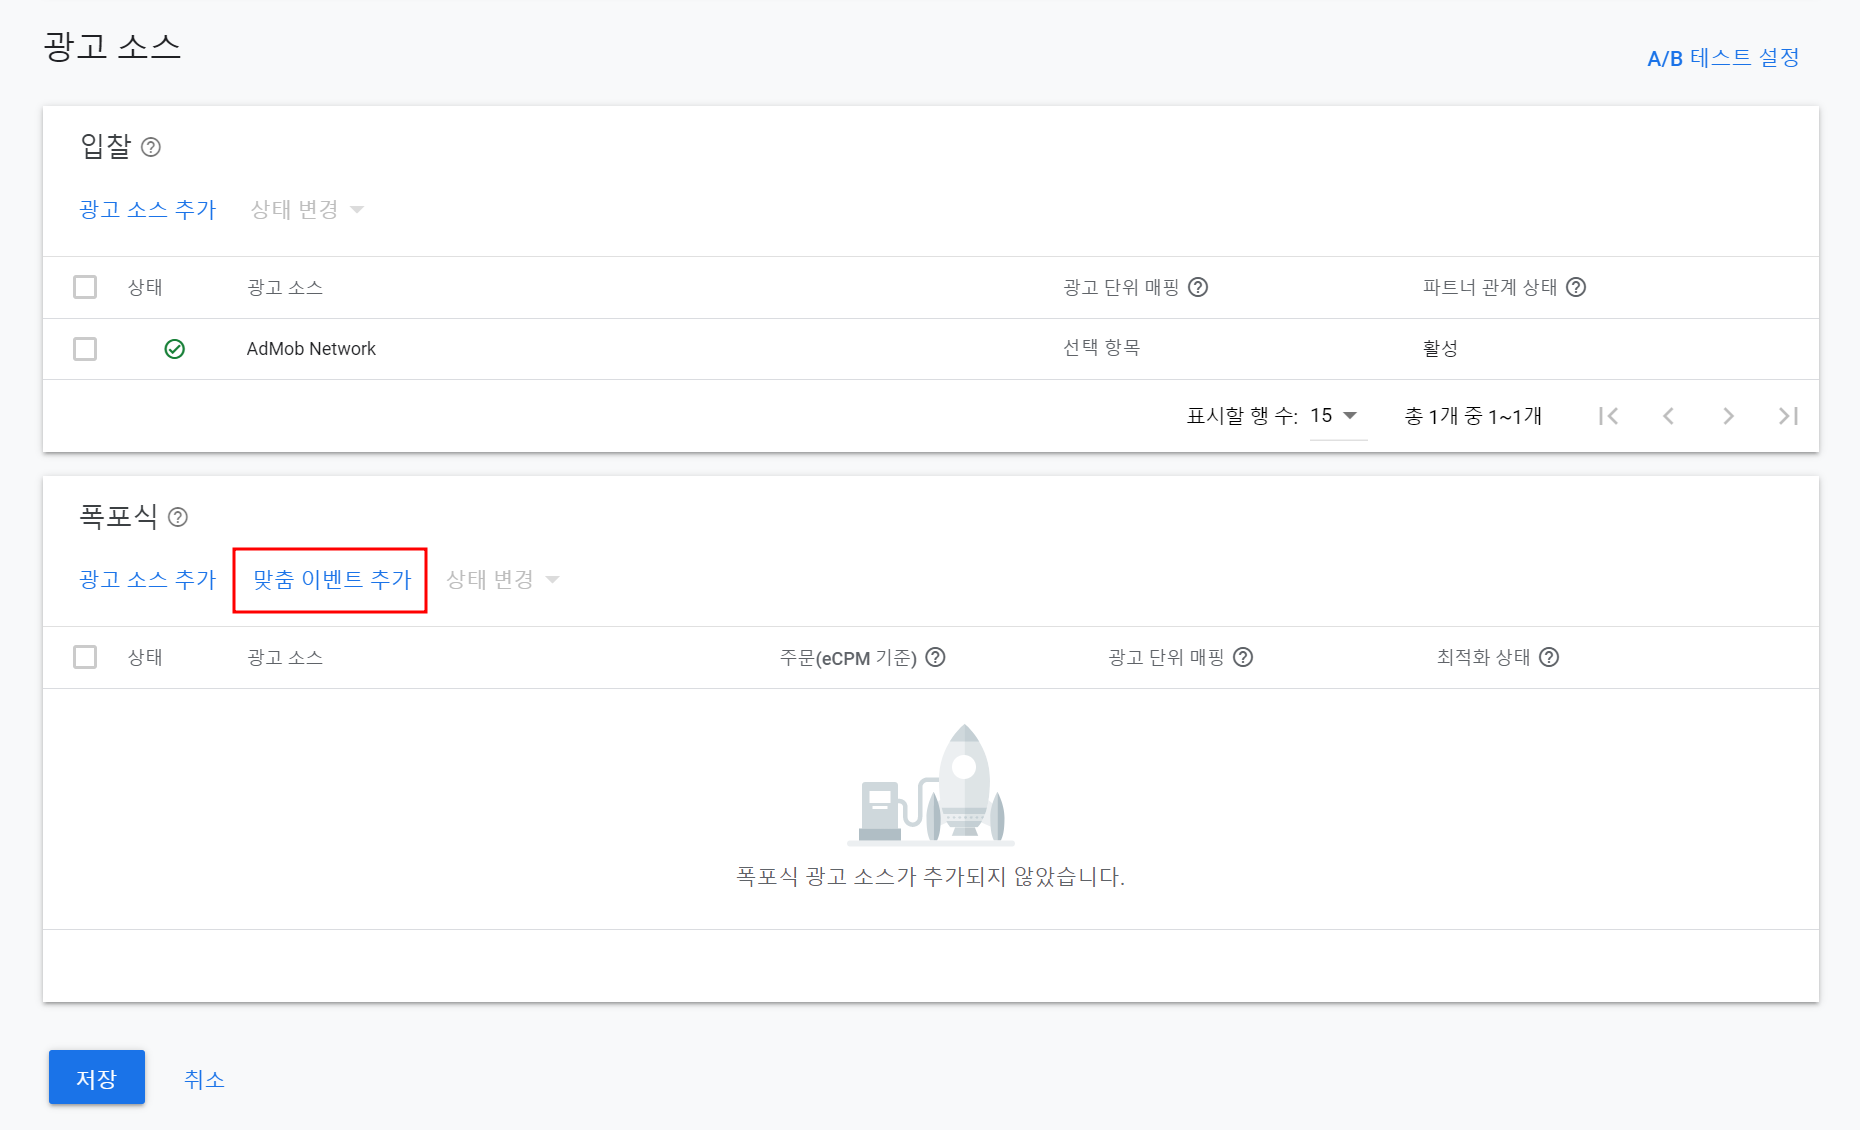 광고 소스
A/B 테스트 설정
입찰
광고 소스 추가 상태 변경
상태 광고 소스 광고 단위 매핑 파트너 관계 상태
AdMob Network 선택 항목 활성
표시할 행 수: 15 총 1개 중 1~1개
폭포식
광고 소스 추가 맞춤 이벤트 추가 상태 변경
상태 광고 소스 주문(eCPM 기준) 광고 단위 매핑 최적화 상태
폭포식 광고 소스가 추가되지 않았습니다.
저장 취소